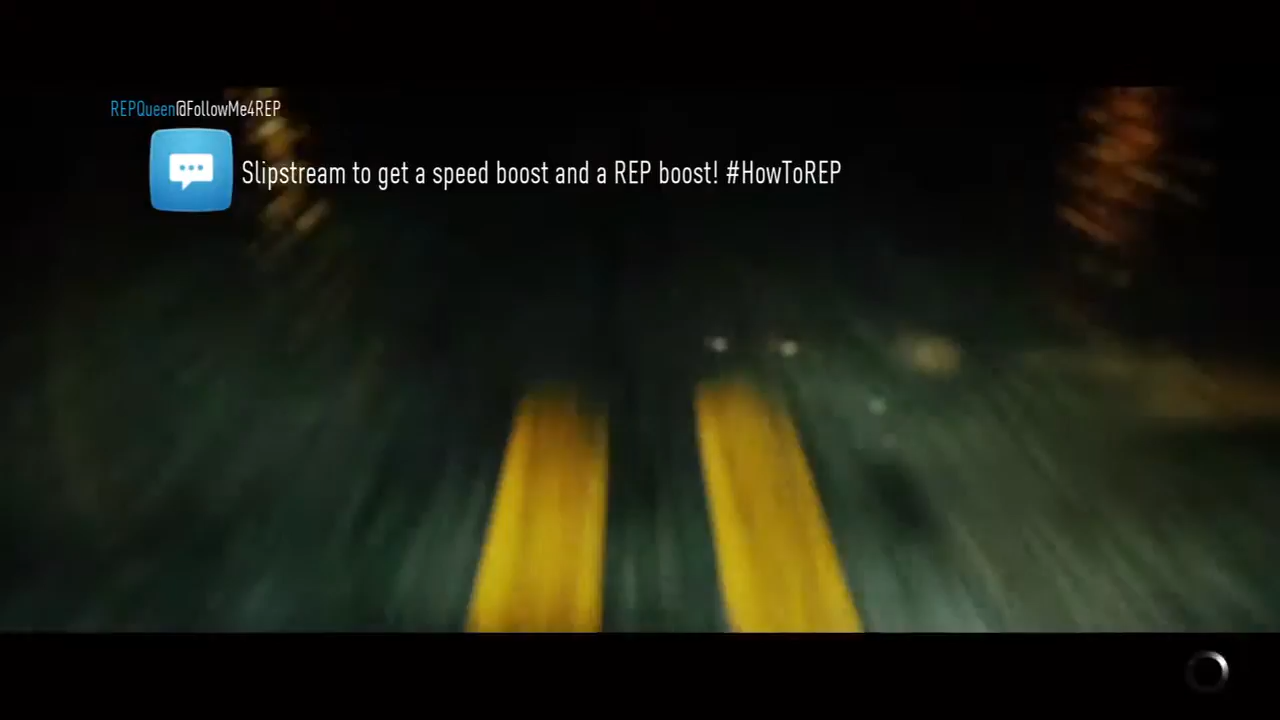 REPQueen@FollowMe4REP
Slipstream to get a speed boost and a REP boost! #HowToREP